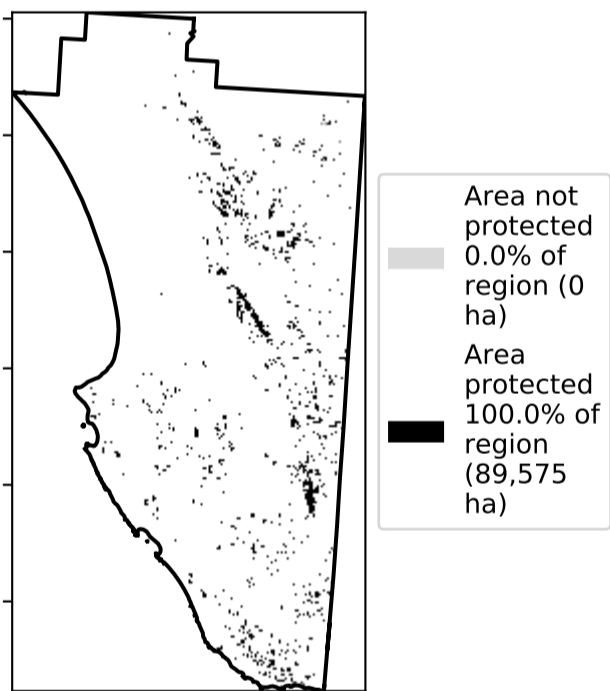 Area not
protected
0.0% of
region (0
ha)
Area
protected
100.0% of
region
(89,575
ha)